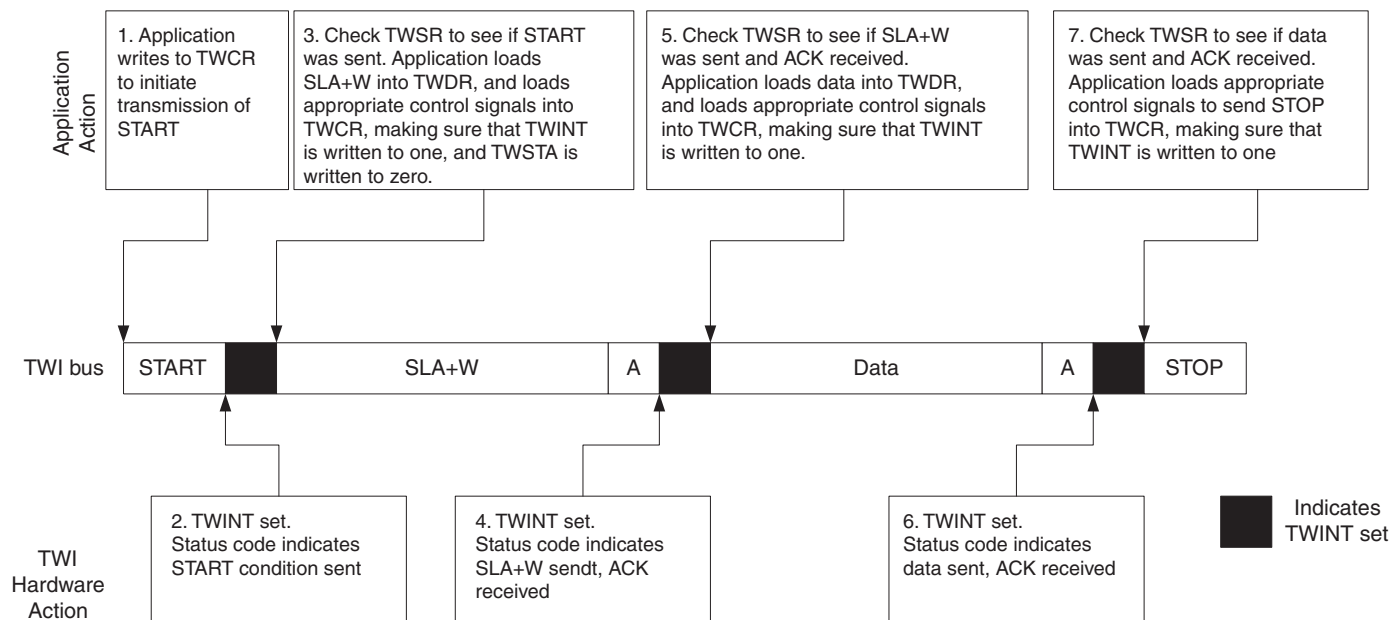 Application
Action
1. Application
writes to TWCR
to initiate
transmission of
START
3. Check TWSR to see if START
was sent. Application loads
SLA+W into TWDR, and loads
appropriate control signals into
TWCR, making sure that TWINT
is written to one, and TWSTA is
written to zero.
5. Check TWSR to see if SLA+W
was sent and ACK received.
Application loads data into TWDR,
and loads appropriate control signals
into TWCR, making sure that TWINT
is written to one.
7. Check TWSR to see if data
was sent and ACK received.
Application loads appropriate
control signals to send STOP
into TWCR, making sure that
TWINT is written to one
TWI bus
START
SLA+W
A
Data
A
STOP
2. TWINT set.
Status code indicates
START condition sent
4. TWINT set.
Status code indicates
SLA+W sendt, ACK
received
6. TWINT set.
Status code indicates
data sent, ACK received
Indicates
TWINT set
TWI
Hardware
Action